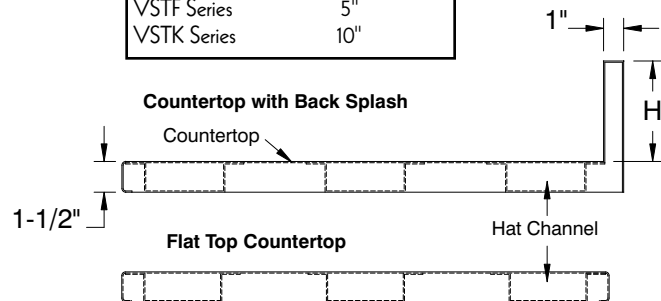 VSTF Series 5"
VSTK Series 10"
1"
Countertop with Back Splash
H
Countertop
1-1/2"
Hat Channel
Flat Top Countertop